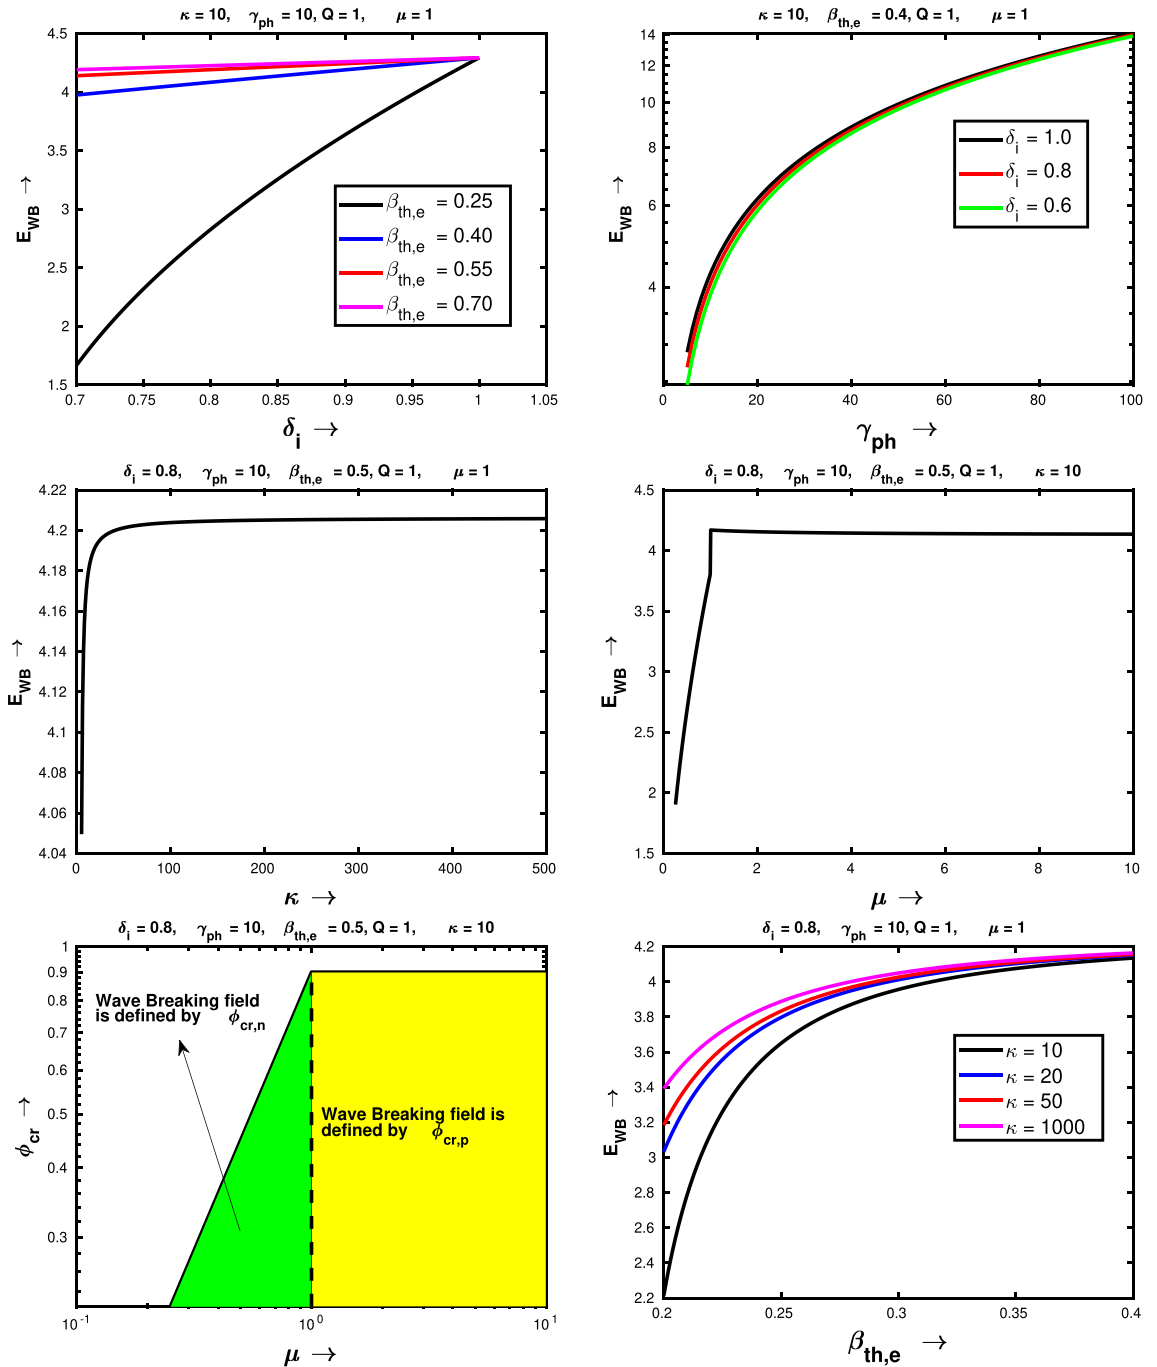 κ = 10, γph = 10, Q = 1, μ = 1
4.5
4
3.5
3
2.5
2
1.5
EWB →
0.7 0.75 0.8 0.85 0.9 0.95 1 1.05
δi →
βth,e = 0.25
βth,e = 0.40
βth,e = 0.55
βth,e = 0.70
κ = 10, βth,e = 0.4, Q = 1, μ = 1
14
12
10
8
6
4
EWB →
0 20 40 60 80 100
γph →
δi = 1.0
δi = 0.8
δi = 0.6
δi = 0.8, γph = 10, βth,e = 0.5, Q = 1, μ = 1
4.22
4.2
4.18
4.16
4.14
4.12
4.1
4.08
4.06
4.04
EWB →
0 100 200 300 400 500
κ →
δi = 0.8, γph = 10, βth,e = 0.5, Q = 1, κ = 10
4.5
4
3.5
3
2.5
2
1.5
EWB →
0 2 4 6 8 10
μ →
δi = 0.8, γph = 10, βth,e = 0.5, Q = 1, κ = 10
1
0.9
0.8
0.7
0.6
0.5
0.4
0.3
ϕcr →
10-1 100 101
μ →
Wave Breaking field
is defined by ϕcr,n
Wave Breaking field is
defined by ϕcr,p
δi = 0.8, γph = 10, Q = 1, μ = 1
4.2
4
3.8
3.6
3.4
3.2
3
2.8
2.6
2.4
2.2
EWB →
0.2 0.25 0.3 0.35 0.4
βth,e →
κ = 10
κ = 20
κ = 50
κ = 1000